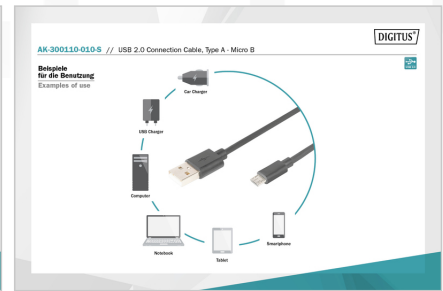 DIGITUS®
AK-300110-010-S // USB 2.0 Connection Cable, Type A - Micro B
Beispiele
für die Benutzung
Examples of use
Car Charger
USB Charger
Computer
Notebook
Tablet
Smartphone